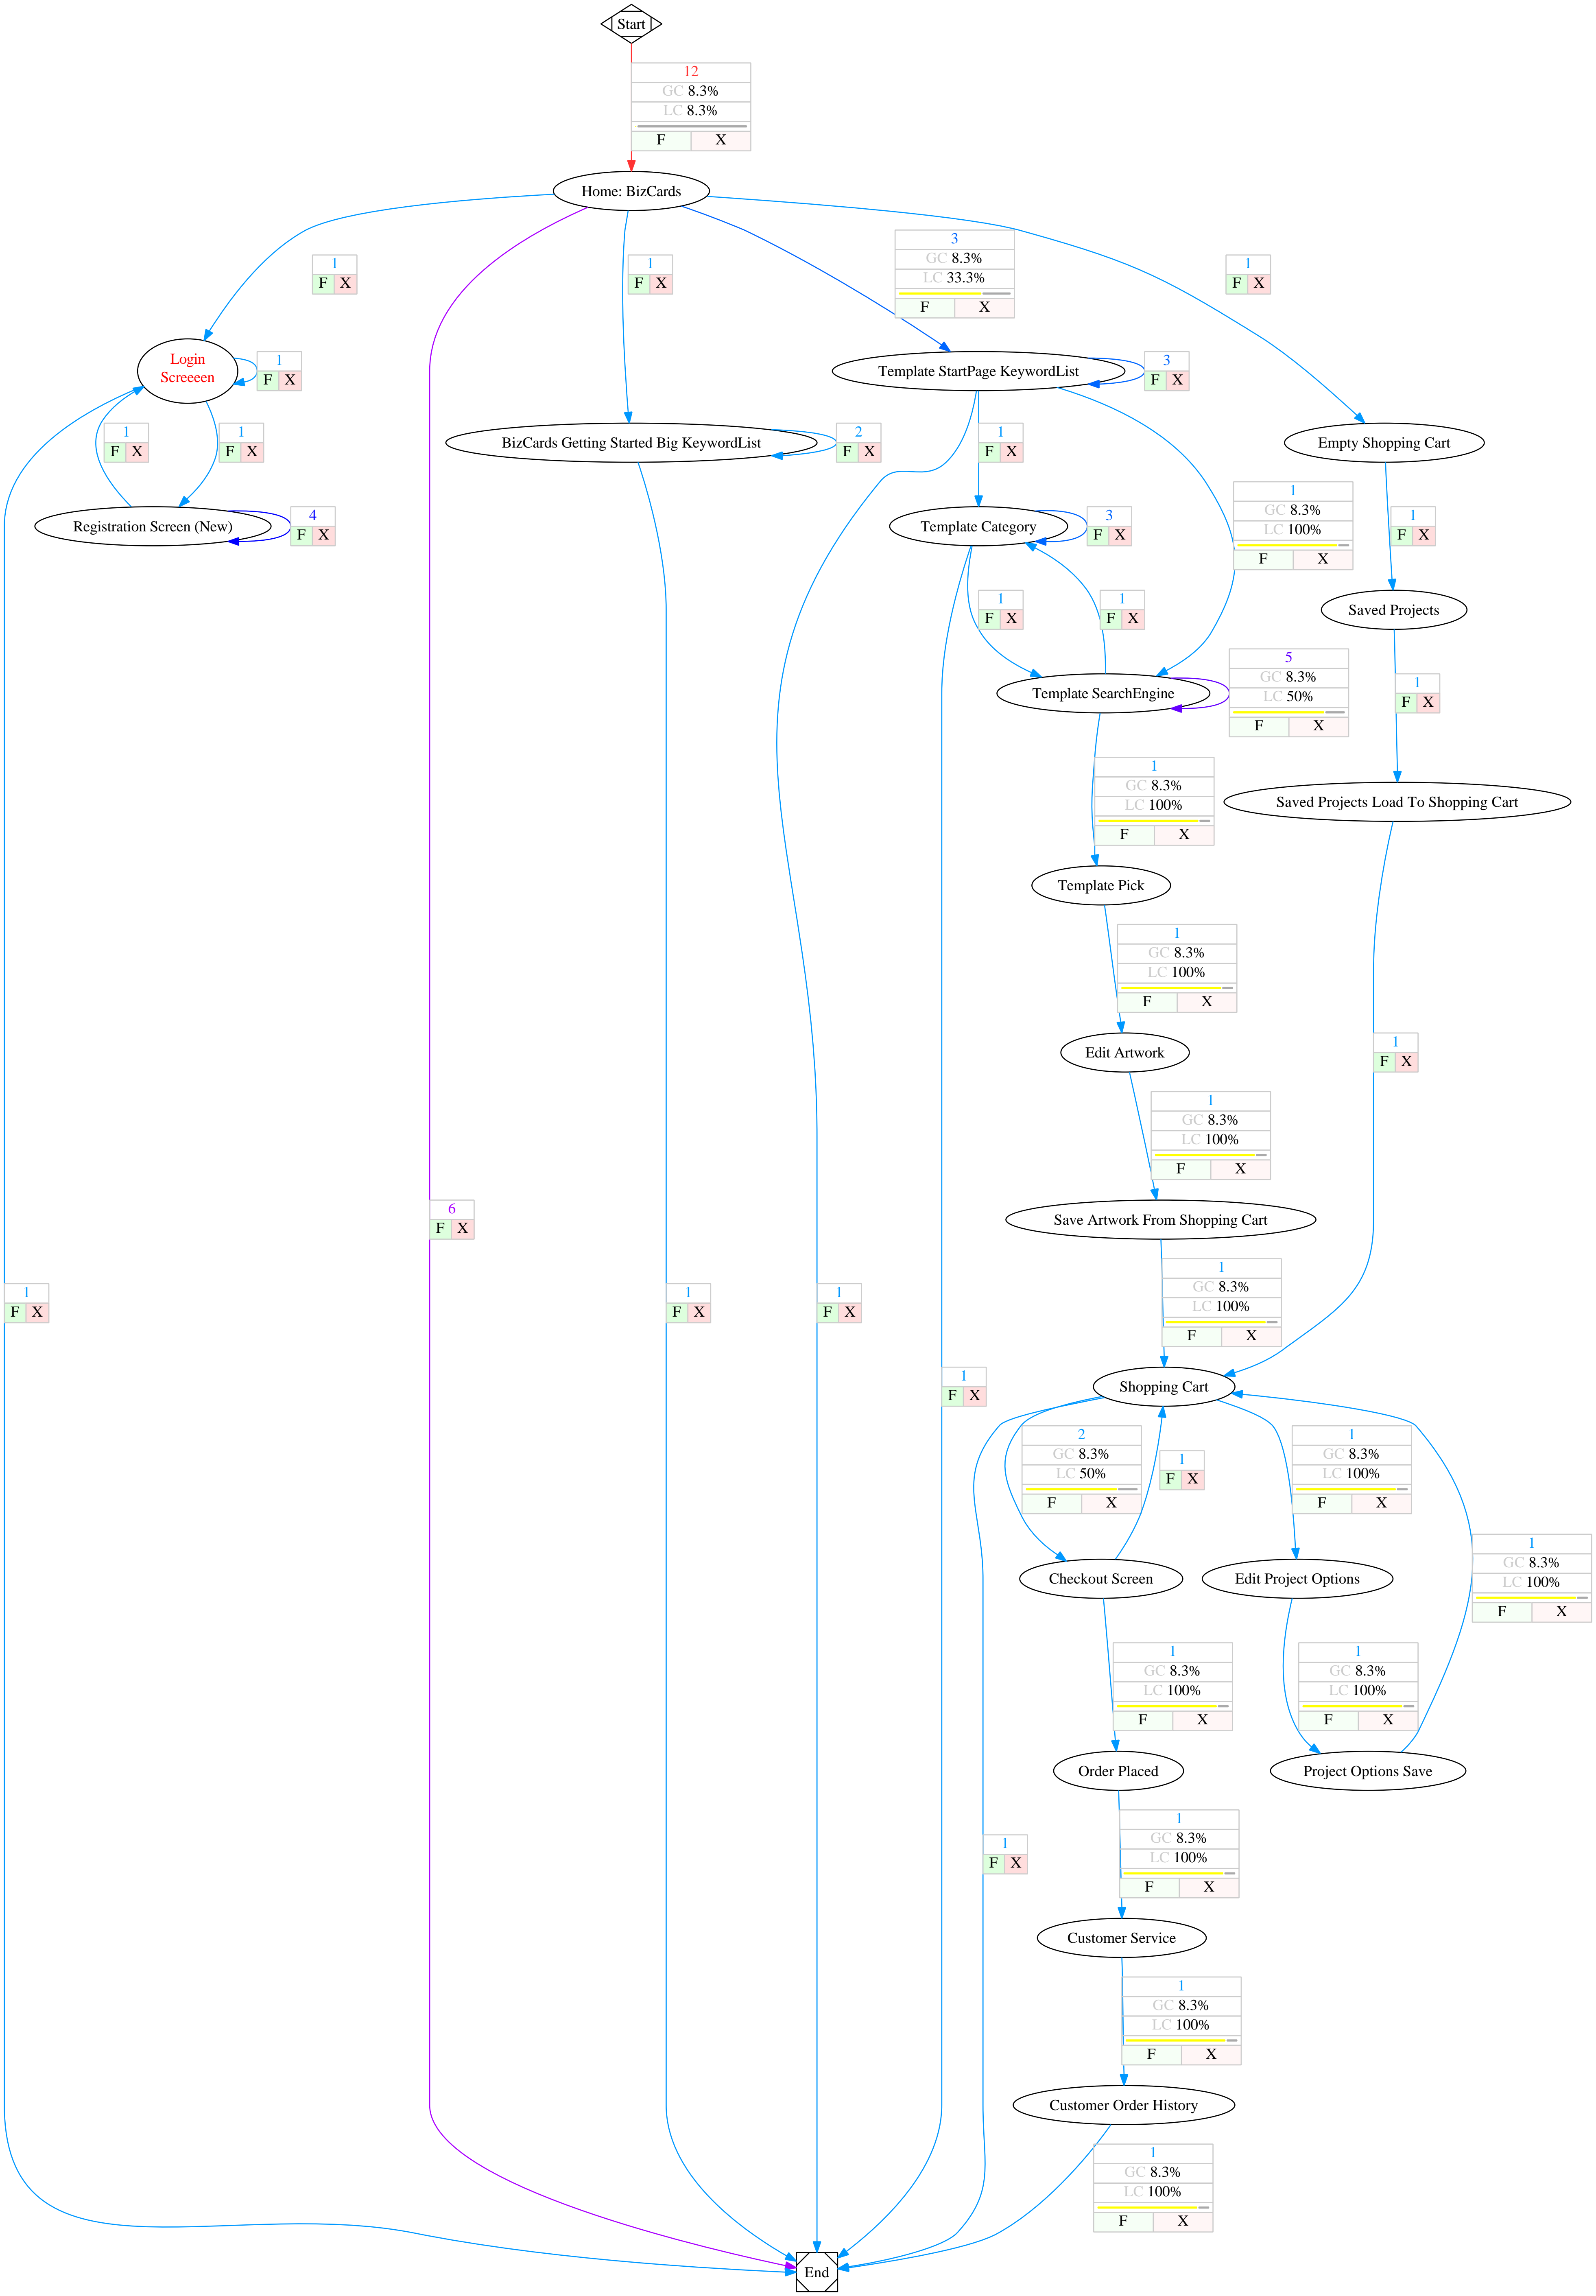 Start
12
GC 8.3%
LC 8.3%
F X
Home: BizCards
1
F X
1
F X
3
GC 8.3%
LC 33.3%
F X
1
F X
Login
Screeeen
1
F X
Template StartPage KeywordList
3
F X
1
F X
1
F X
BizCards Getting Started Big KeywordList
2
F X
1
F X
Empty Shopping Cart
Registration Screen (New)
4
F X
Template Category
3
F X
1
GC 8.3%
LC 100%
F X
1
F X
1
F X
1
F X
Saved Projects
Template SearchEngine
5
GC 8.3%
LC 50%
F X
1
F X
1
GC 8.3%
LC 100%
F X
Saved Projects Load To Shopping Cart
Template Pick
1
GC 8.3%
LC 100%
F X
Edit Artwork
1
F X
1
GC 8.3%
LC 100%
F X
6
F X
Save Artwork From Shopping Cart
1
F X
1
F X
1
F X
1
GC 8.3%
LC 100%
F X
1
F X
Shopping Cart
2
GC 8.3%
LC 50%
F X
1
F X
1
GC 8.3%
LC 100%
F X
1
GC 8.3%
LC 100%
F X
Checkout Screen
Edit Project Options
1
GC 8.3%
LC 100%
F X
1
GC 8.3%
LC 100%
F X
Order Placed
Project Options Save
1
F X
1
GC 8.3%
LC 100%
F X
Customer Service
1
GC 8.3%
LC 100%
F X
Customer Order History
1
GC 8.3%
LC 100%
F X
End